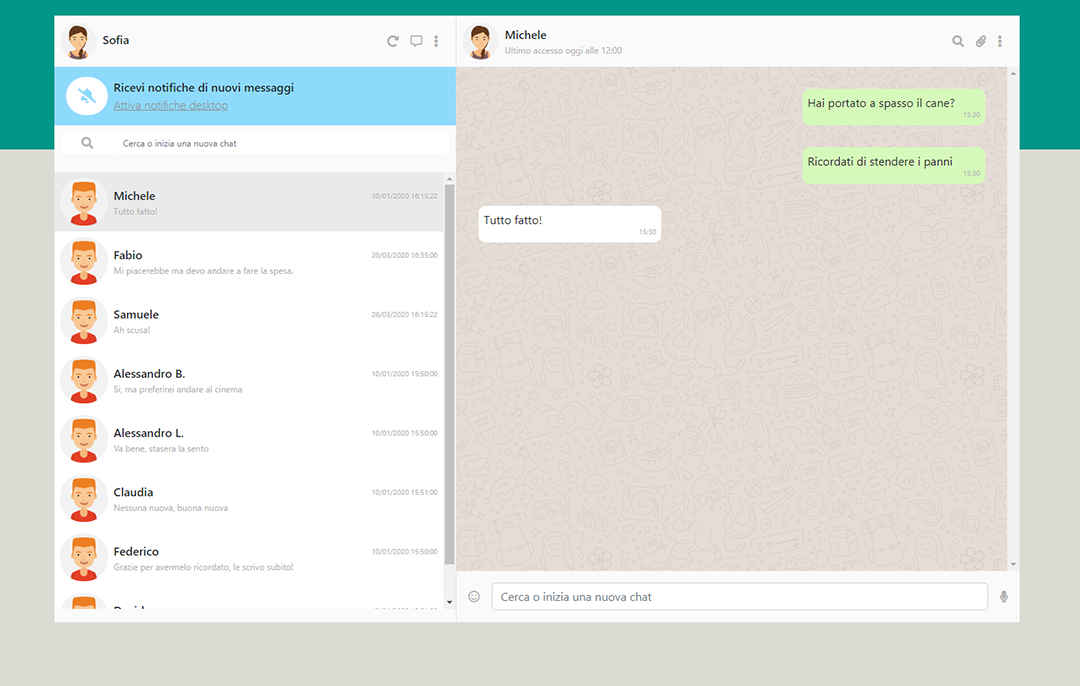 Sofia
Ricevi notifiche di nuovi messaggi
Attiva notifiche desktop
Cerca o inizia una nuova chat
Michele 10/01/2020 16:15:22
Tutto fatto!
Fabio 20/03/2020 16:35:00
Mi piacerebbe ma devo andare a fare la spesa.
Samuele 28/03/2020 16:15:22
Ah scusa!
Alessandro B. 10/01/2020 15:50:00
Si, ma preferirei andare al cinema
Alessandro L. 10/01/2020 15:50:00
Va bene, stasera la sento
Claudia 10/01/2020 15:51:00
Nessuna nuova, buona nuova
Federico 10/01/2020 15:50:00
Grazie per avermelo ricordato, le scrivo subito!
Michele
Ultimo accesso oggi alle 12:00
Hai portato a spasso il cane?
15:30
Ricordati di stendere i panni
15:30
Tutto fatto!
15:30
Cerca o inizia una nuova chat